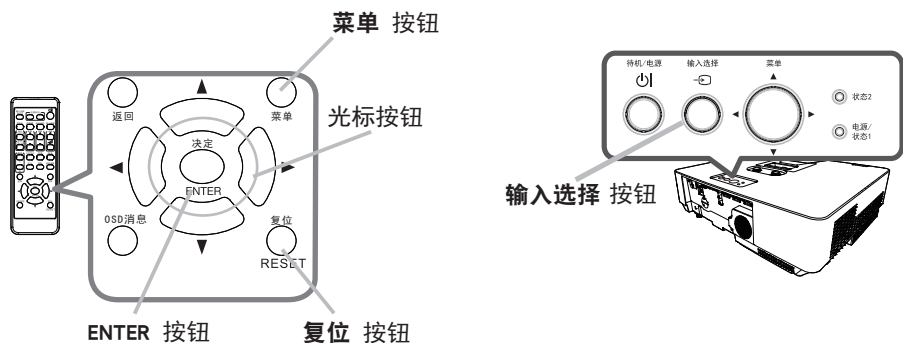 菜单 按钮
返回
菜单
光标按钮
决定
ENTER
OSD消息
复位
RESET
ENTER 按钮
复位 按钮
待机/电源
输入选择
菜单
状态2
电源/
状态1
输入选择 按钮